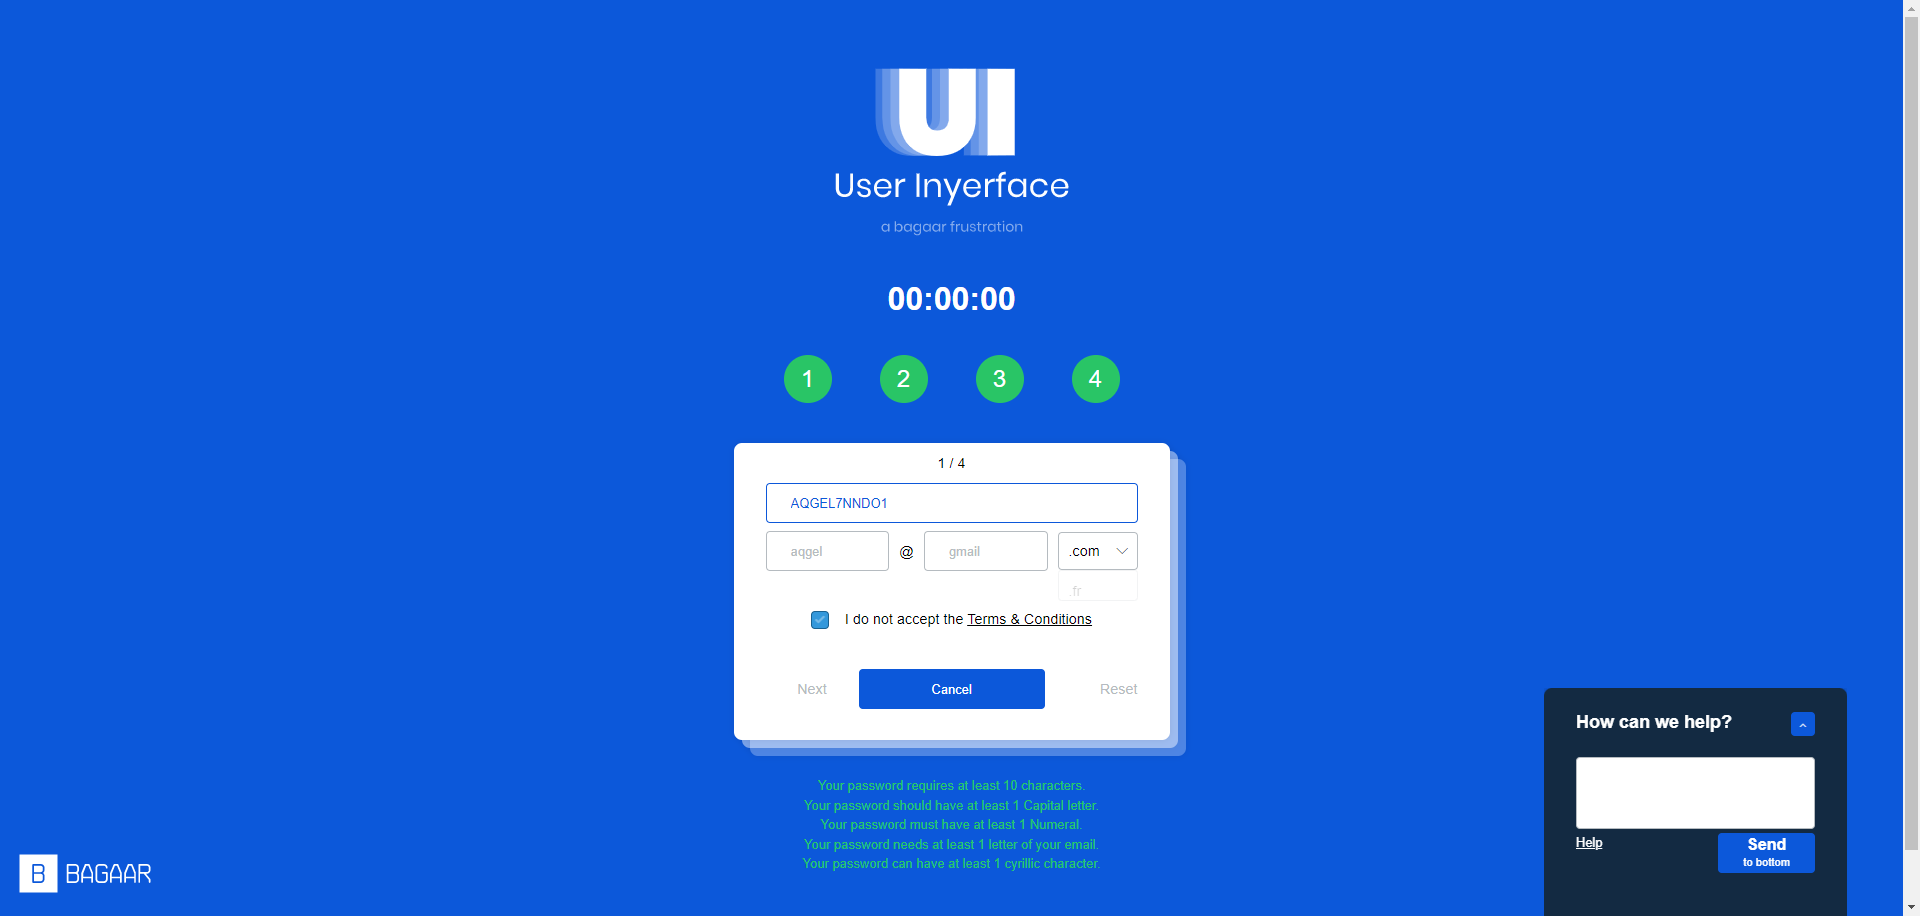 UI
User Inyerface
a bagaar frustration
00:00:00
1 2 3 4
1 / 4
AQGEL7NNDO1
aqgel @ gmail .com
.fr
I do not accept the Terms & Conditions
Next Cancel Reset
Your password requires at least 10 characters.
Your password should have at least 1 Capital letter.
Your password must have at least 1 Numeral.
Your password needs at least 1 letter of your email.
Your password can have at least 1 cyrillic character.
B BAGAAR
How can we help?
Help
Send
to bottom